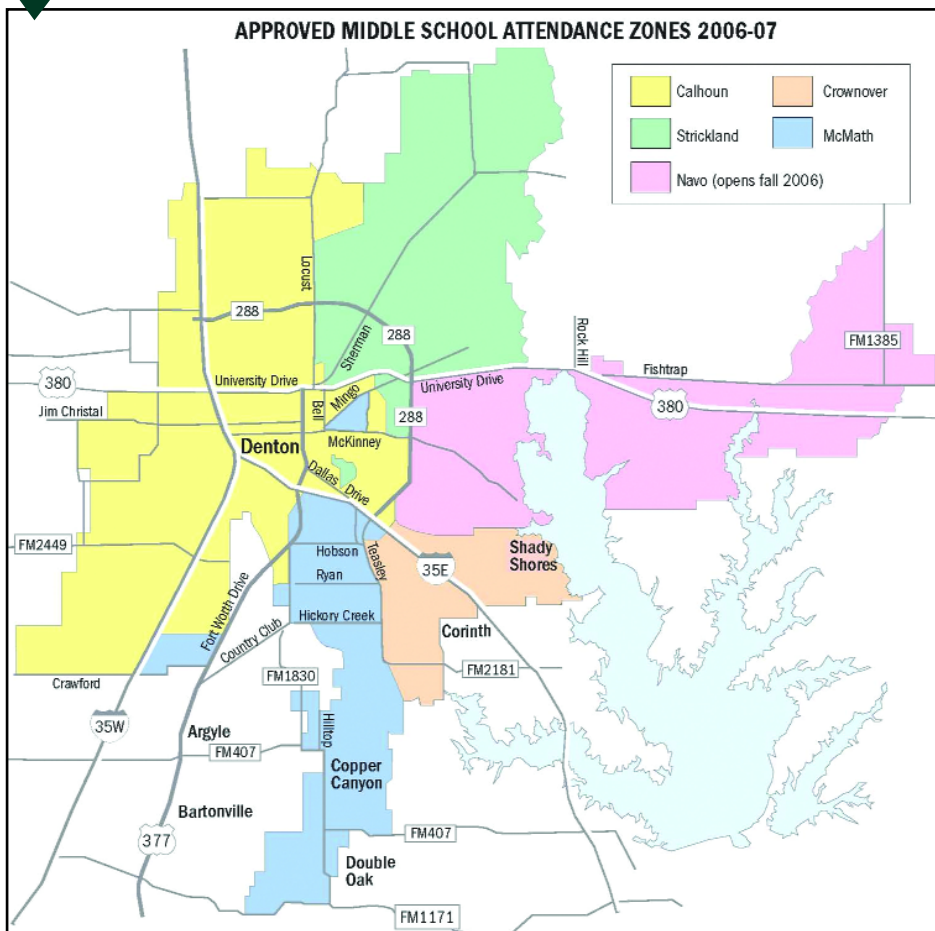 APPROVED MIDDLE SCHOOL ATTENDANCE ZONES 2006-07
Calhoun
Crownover
Strickland
McMath
Navo (opens fall 2006)
Locust
288
Sherman
288
Rock Hill
FM1385
380
University Drive
University Drive
Fishtrap
380
Jim Christal
Bell
Mingo
288
Denton
McKinney
Dallas Drive
FM2449
Hobson
Teasley
Shady
Shores
35E
Ryan
Fort Worth Drive
Country Club
Hickory Creek
Corinth
Crawford
FM1830
FM2181
35W
Argyle
Hilltop
FM407
Copper
Canyon
Bartonville
377
FM407
Double
Oak
FM1171